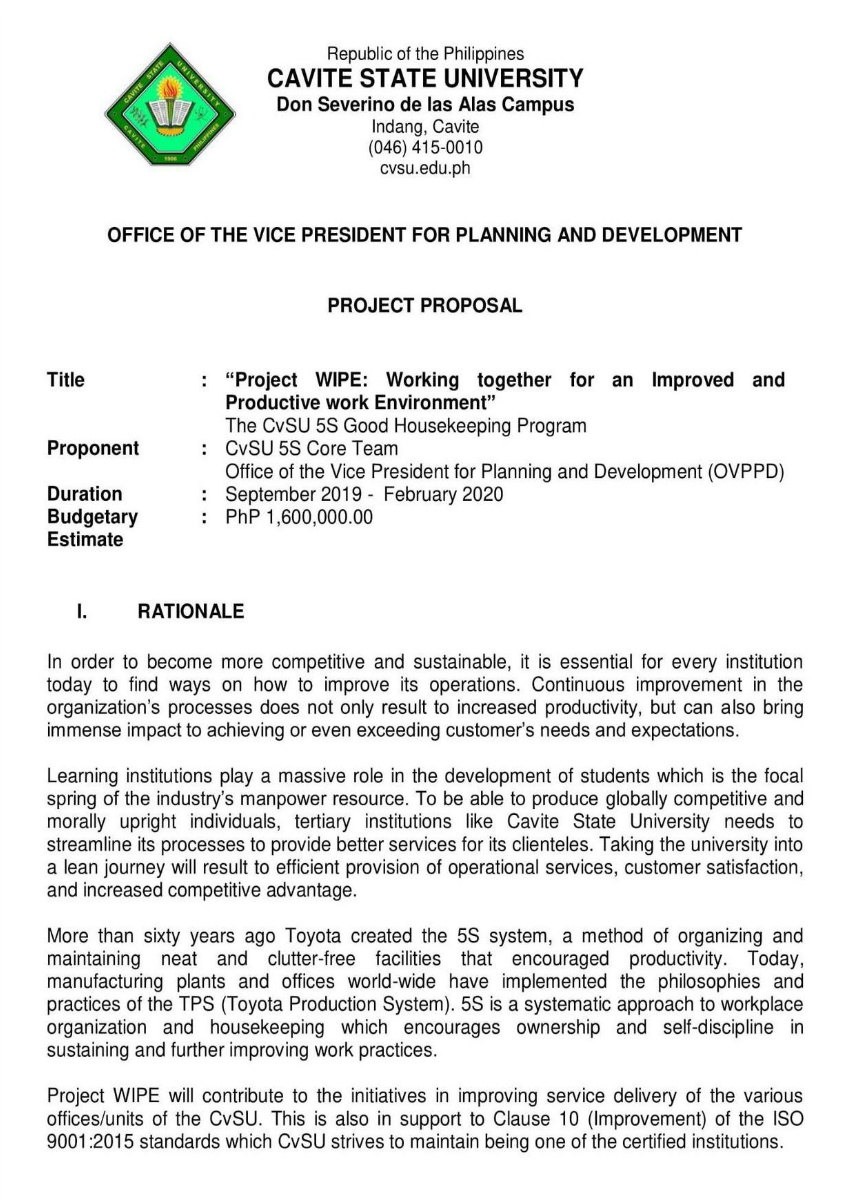 CAVITE STATE UNIVERSITY
CAVITE
PHILIPPINES
1906
Republic of the Philippines
CAVITE STATE UNIVERSITY
Don Severino de las Alas Campus
Indang, Cavite
(046) 415-0010
cvsu.edu.ph
OFFICE OF THE VICE PRESIDENT FOR PLANNING AND DEVELOPMENT
PROJECT PROPOSAL
Title : “Project WIPE: Working together for an Improved and
Productive work Environment”
The CvSU 5S Good Housekeeping Program
Proponent : CvSU 5S Core Team
Office of the Vice President for Planning and Development (OVPPD)
Duration : September 2019 - February 2020
Budgetary : PhP 1,600,000.00
Estimate
I. RATIONALE
In order to become more competitive and sustainable, it is essential for every institution
today to find ways on how to improve its operations. Continuous improvement in the
organization’s processes does not only result to increased productivity, but can also bring
immense impact to achieving or even exceeding customer’s needs and expectations.
Learning institutions play a massive role in the development of students which is the focal
spring of the industry’s manpower resource. To be able to produce globally competitive and
morally upright individuals, tertiary institutions like Cavite State University needs to
streamline its processes to provide better services for its clienteles. Taking the university into
a lean journey will result to efficient provision of operational services, customer satisfaction,
and increased competitive advantage.
More than sixty years ago Toyota created the 5S system, a method of organizing and
maintaining neat and clutter-free facilities that encouraged productivity. Today,
manufacturing plants and offices world-wide have implemented the philosophies and
practices of the TPS (Toyota Production System). 5S is a systematic approach to workplace
organization and housekeeping which encourages ownership and self-discipline in
sustaining and further improving work practices.
Project WIPE will contribute to the initiatives in improving service delivery of the various
offices/units of the CvSU. This is also in support to Clause 10 (Improvement) of the ISO
9001:2015 standards which CvSU strives to maintain being one of the certified institutions.